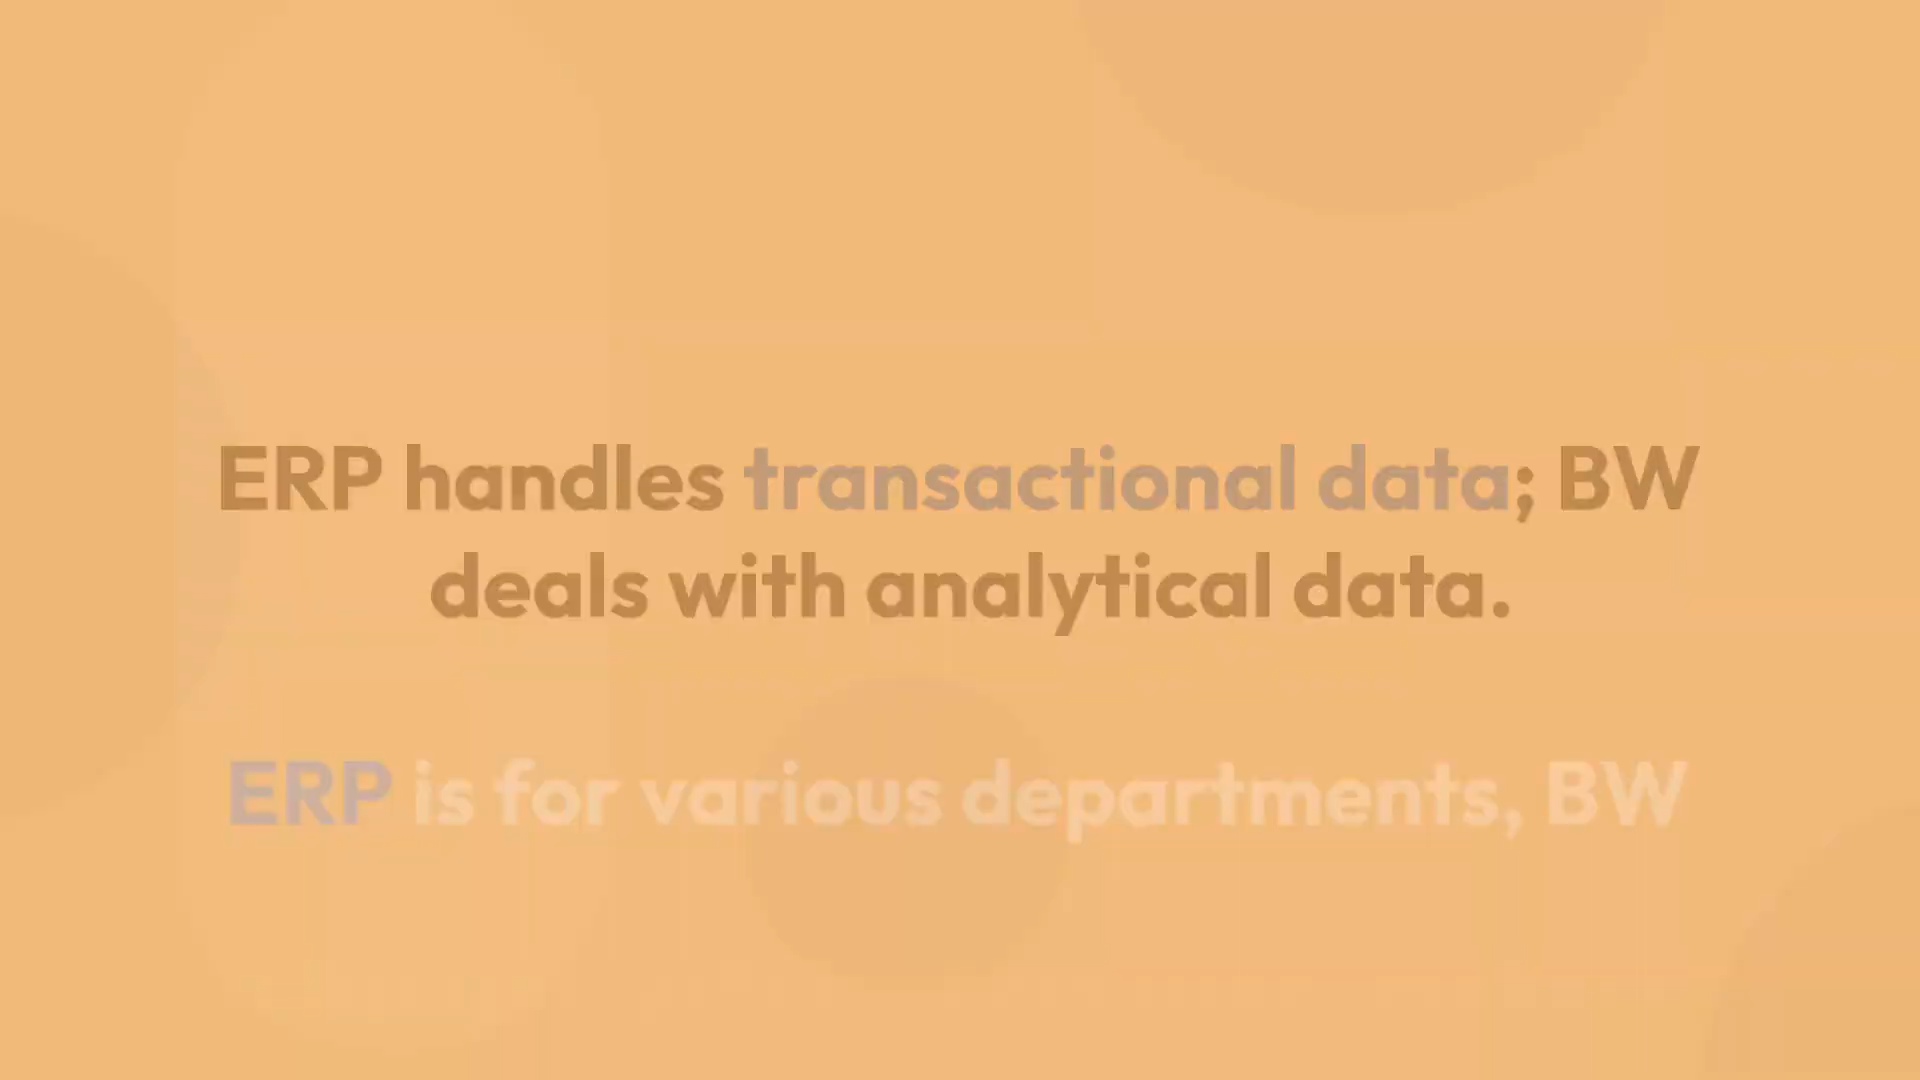 ERP handles transactional data; BW
deals with analytical data.
ERP is for various departments, BW